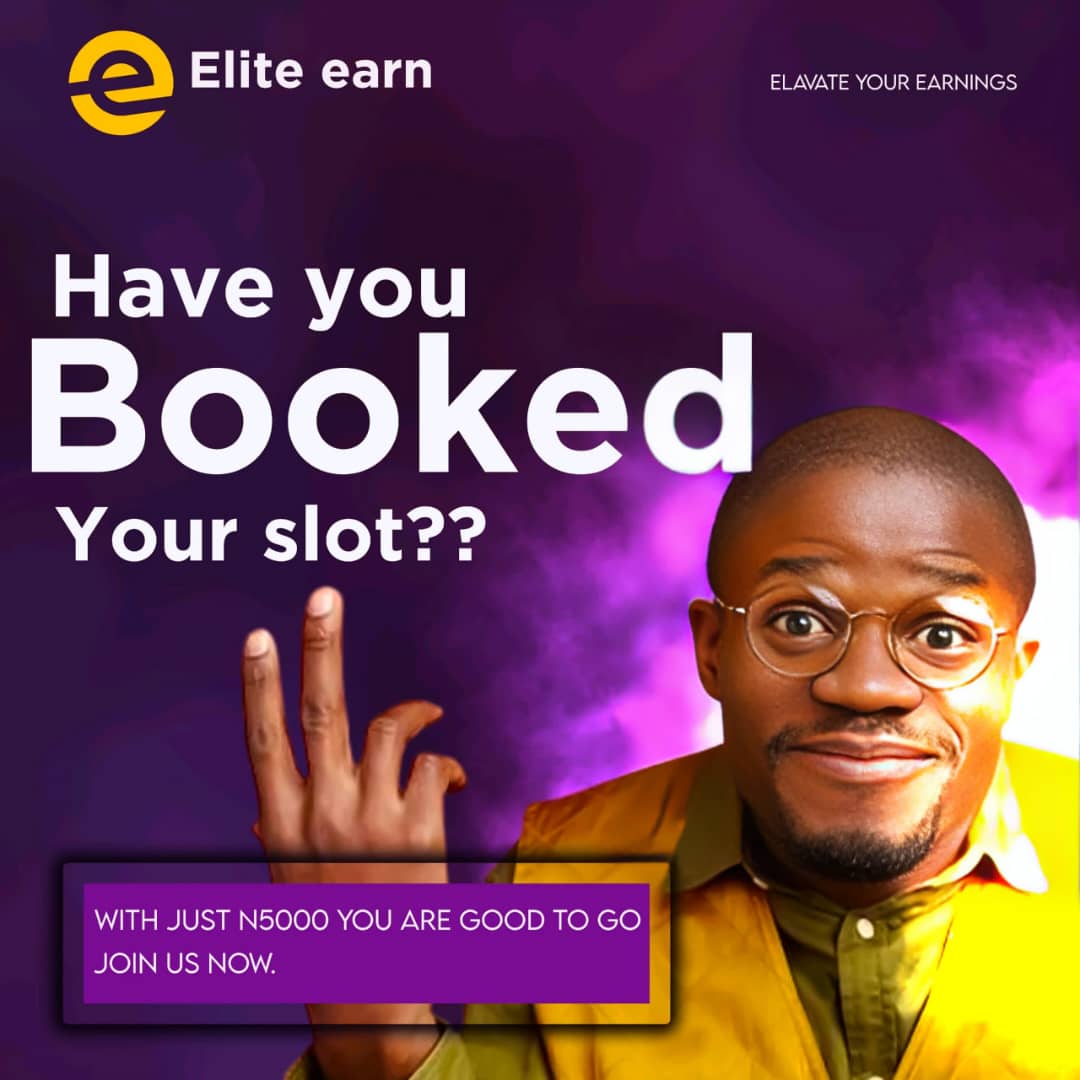 Elite earn
ELAVATE YOUR EARNINGS
Have you
Booked
Your slot??
WITH JUST N5000 YOU ARE GOOD TO GO
JOIN US NOW.